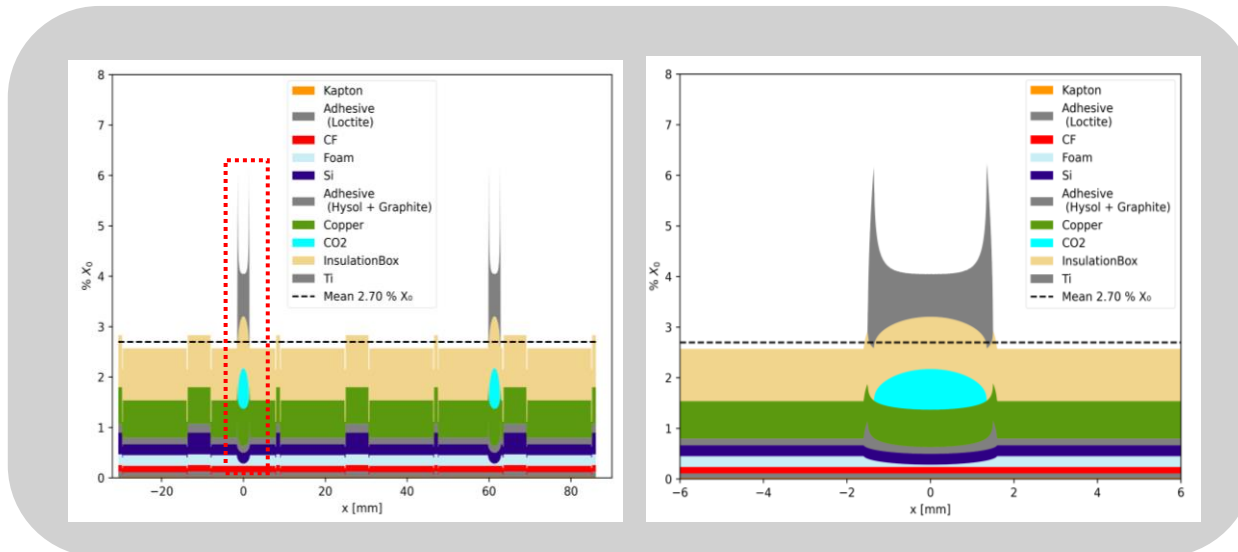 8
7
6
5
4
3
2
1
0
% X₀
Kapton
Adhesive
(Loctite)
CF
Foam
Si
Adhesive
(Hysol + Graphite)
Copper
CO2
InsulationBox
Ti
Mean 2.70 % X₀
−20 0 20 40 60 80
x [mm]
8
7
6
5
4
3
2
1
0
% X₀
Kapton
Adhesive
(Loctite)
CF
Foam
Si
Adhesive
(Hysol + Graphite)
Copper
CO2
InsulationBox
Ti
Mean 2.70 % X₀
−6 −4 −2 0 2 4 6
x [mm]